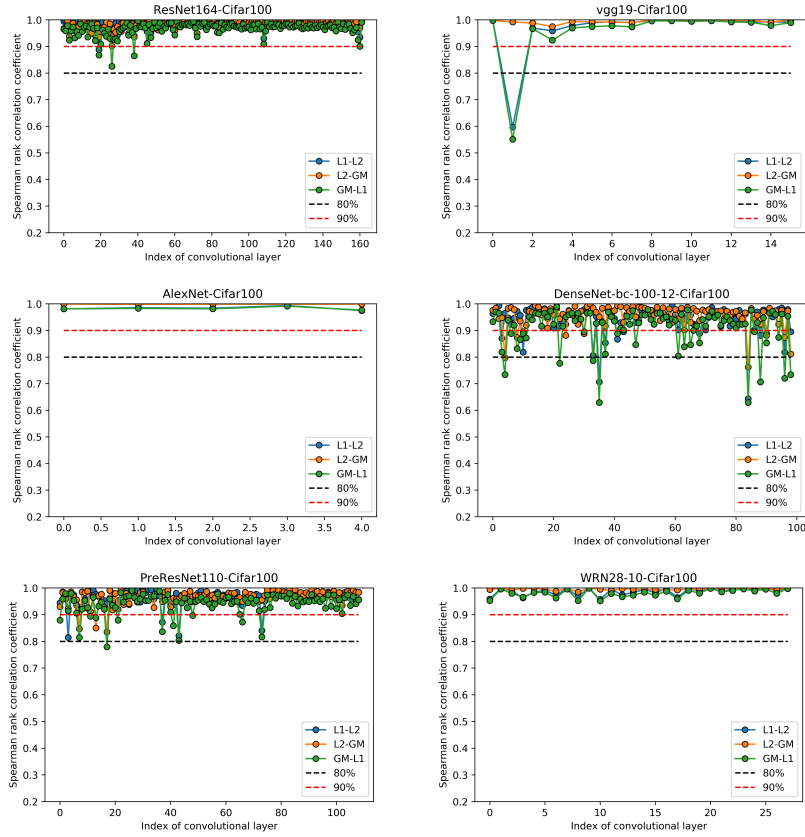 ResNet164-Cifar100
Spearman rank correlation coefficient
1.0
0.9
0.8
0.7
0.6
0.5
0.4
0.3
0.2
L1-L2
L2-GM
GM-L1
80%
90%
0 20 40 60 80 100 120 140 160
Index of convolutional layer
vgg19-Cifar100
Spearman rank correlation coefficient
1.0
0.9
0.8
0.7
0.6
0.5
0.4
0.3
0.2
L1-L2
L2-GM
GM-L1
80%
90%
0 2 4 6 8 10 12 14
Index of convolutional layer
AlexNet-Cifar100
Spearman rank correlation coefficient
1.0
0.9
0.8
0.7
0.6
0.5
0.4
0.3
0.2
L1-L2
L2-GM
GM-L1
80%
90%
0.0 0.5 1.0 1.5 2.0 2.5 3.0 3.5 4.0
Index of convolutional layer
DenseNet-bc-100-12-Cifar100
Spearman rank correlation coefficient
1.0
0.9
0.8
0.7
0.6
0.5
0.4
0.3
0.2
L1-L2
L2-GM
GM-L1
80%
90%
0 20 40 60 80 100
Index of convolutional layer
PreResNet110-Cifar100
Spearman rank correlation coefficient
1.0
0.9
0.8
0.7
0.6
0.5
0.4
0.3
0.2
L1-L2
L2-GM
GM-L1
80%
90%
0 20 40 60 80 100
Index of convolutional layer
WRN28-10-Cifar100
Spearman rank correlation coefficient
1.0
0.9
0.8
0.7
0.6
0.5
0.4
0.3
0.2
L1-L2
L2-GM
GM-L1
80%
90%
0 5 10 15 20 25
Index of convolutional layer